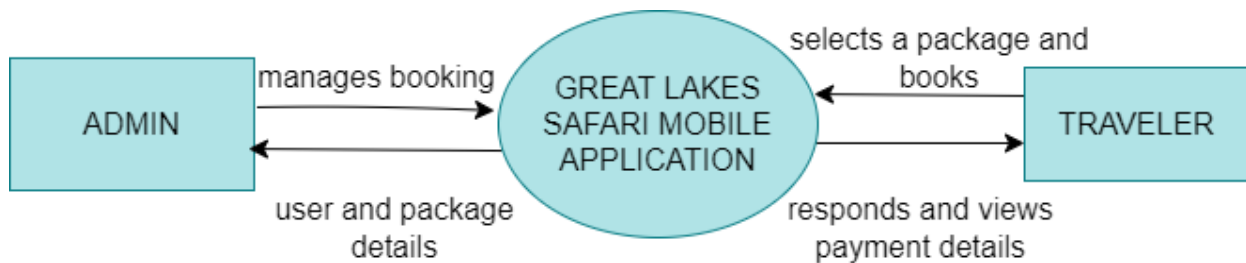 ADMIN
manages booking
user and package
details
GREAT LAKES
SAFARI MOBILE
APPLICATION
selects a package and
books
responds and views
payment details
TRAVELER